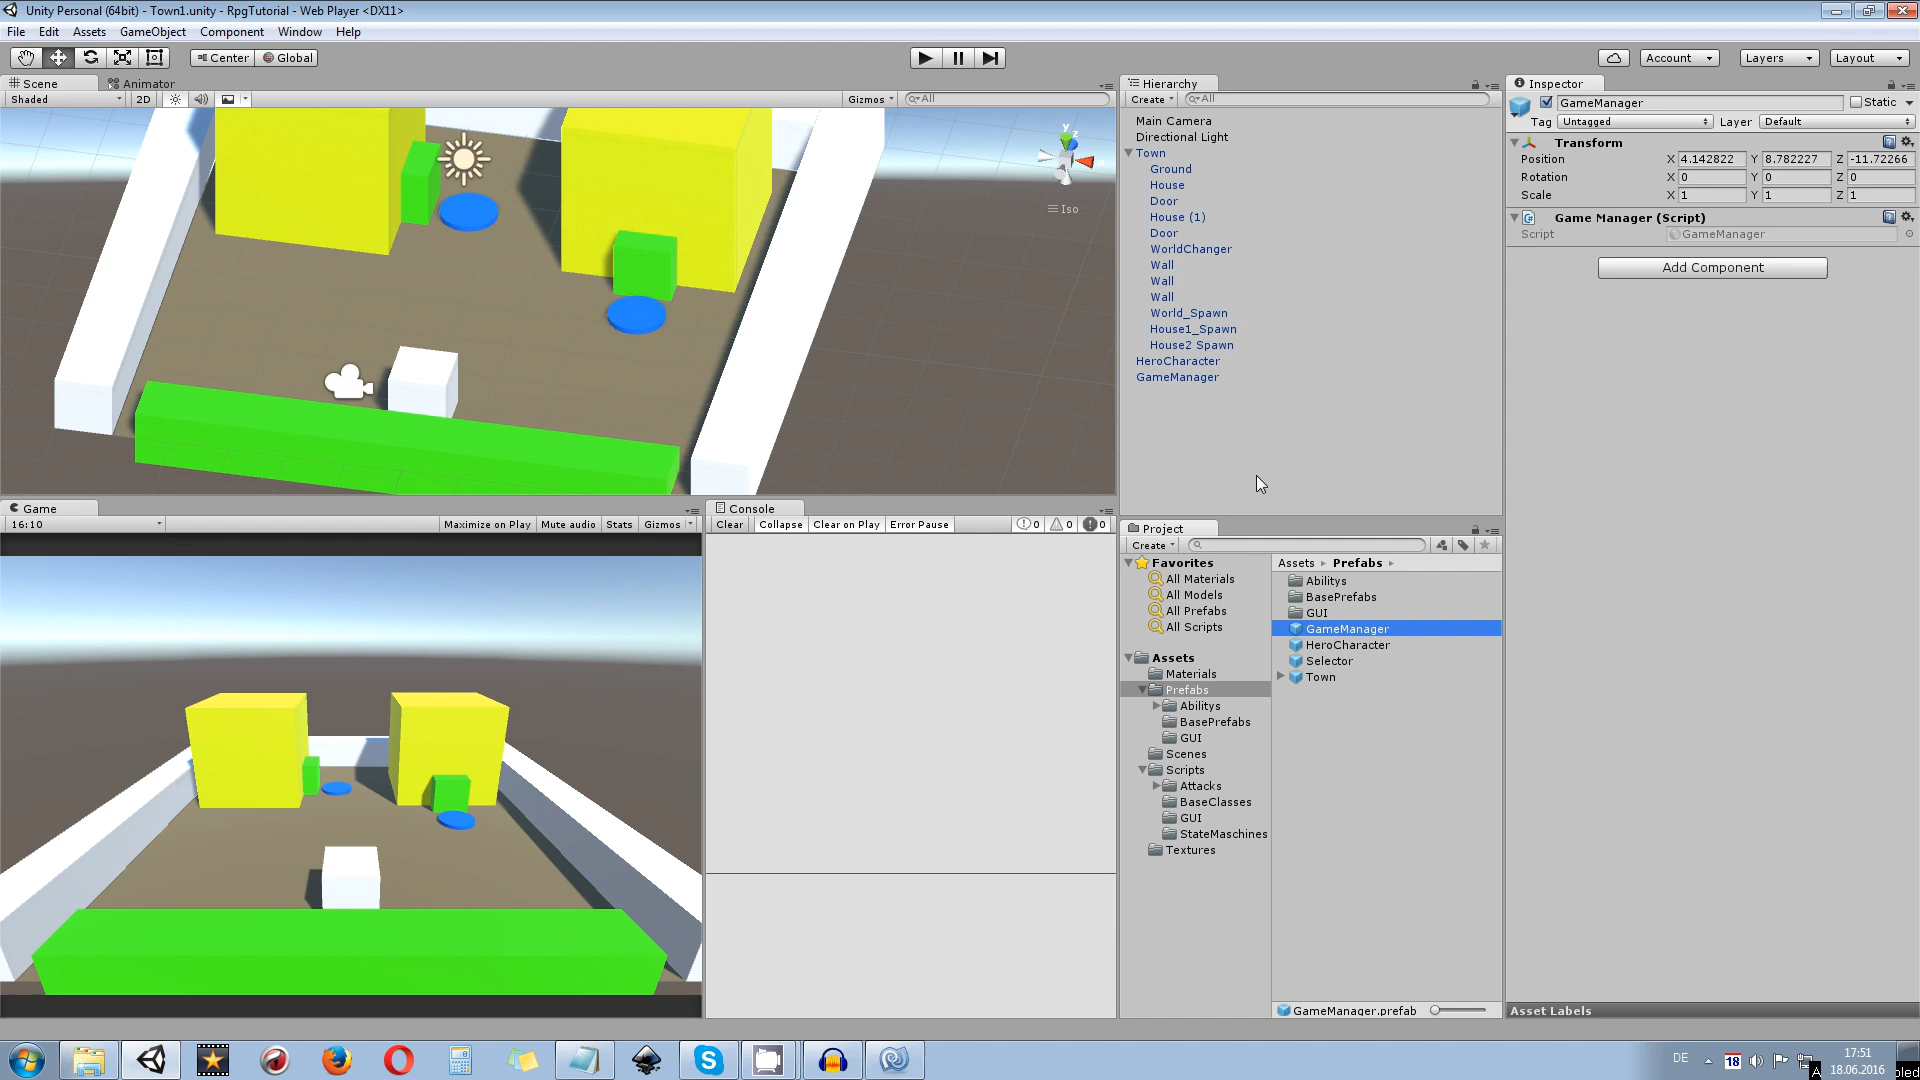 Unity Personal (64bit) - Town1.unity - RpgTutorial - Web Player <DX11>
File Edit Assets GameObject Component Window Help
Center Global Account Layers Layout
Scene Animator
Shaded 2D Gizmos All
y
z
Iso
Hierarchy
Create All
Main Camera
Directional Light
Town
Ground
House
Door
House (1)
Door
WorldChanger
Wall
Wall
Wall
World_Spawn
House1_Spawn
House2 Spawn
HeroCharacter
GameManager
Inspector
GameManager Static
Tag Untagged Layer Default
Transform
Position X 4.142822 Y 8.782227 Z -11.72266
Rotation X 0 Y 0 Z 0
Scale X 1 Y 1 Z 1
Game Manager (Script)
Script GameManager
Add Component
Game
16:10 Maximize on Play Mute audio Stats Gizmos
Console
Clear Collapse Clear on Play Error Pause 0 0 0
Project
Create
Favorites
All Materials
All Models
All Prefabs
All Scripts
Assets
Materials
Prefabs
Abilitys
BasePrefabs
GUI
Scenes
Scripts
Attacks
BaseClasses
GUI
StateMaschines
Textures
Assets Prefabs
Abilitys
BasePrefabs
GUI
GameManager
HeroCharacter
Selector
Town
GameManager.prefab
Asset Labels
DE 18 17:51
18.06.2016